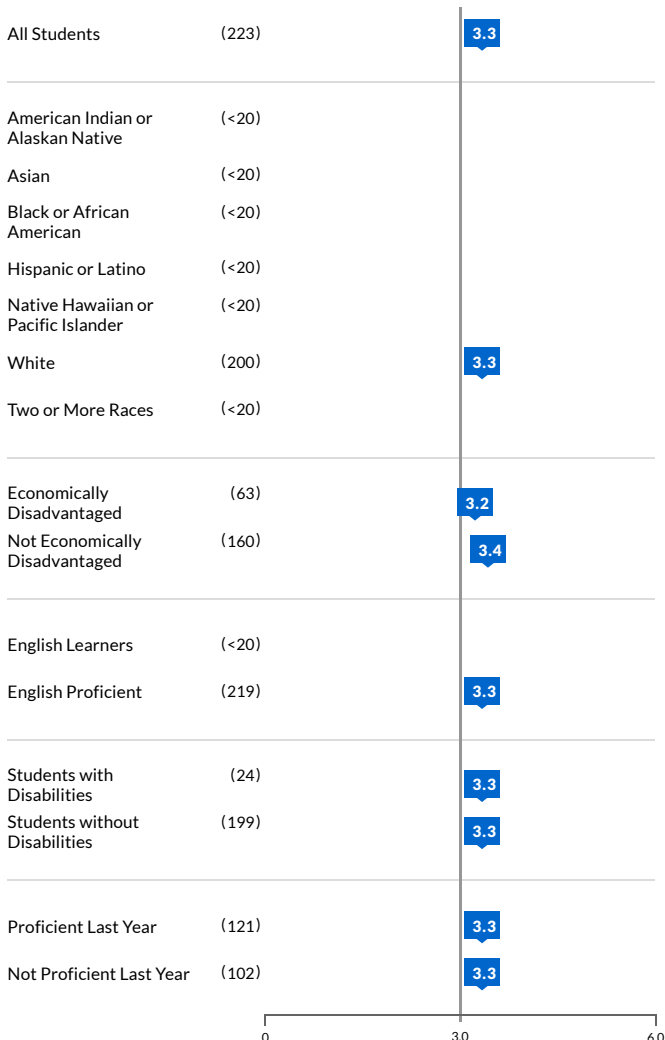 All Students (223) 3.3
American Indian or (<20)
Alaskan Native
Asian (<20)
Black or African (<20)
American
Hispanic or Latino (<20)
Native Hawaiian or (<20)
Pacific Islander
White (200) 3.3
Two or More Races (<20)
Economically (63) 3.2
Disadvantaged
Not Economically (160) 3.4
Disadvantaged
English Learners (<20)
English Proficient (219) 3.3
Students with (24) 3.3
Disabilities
Students without (199) 3.3
Disabilities
Proficient Last Year (121) 3.3
Not Proficient Last Year (102) 3.3
0 3.0 6.0